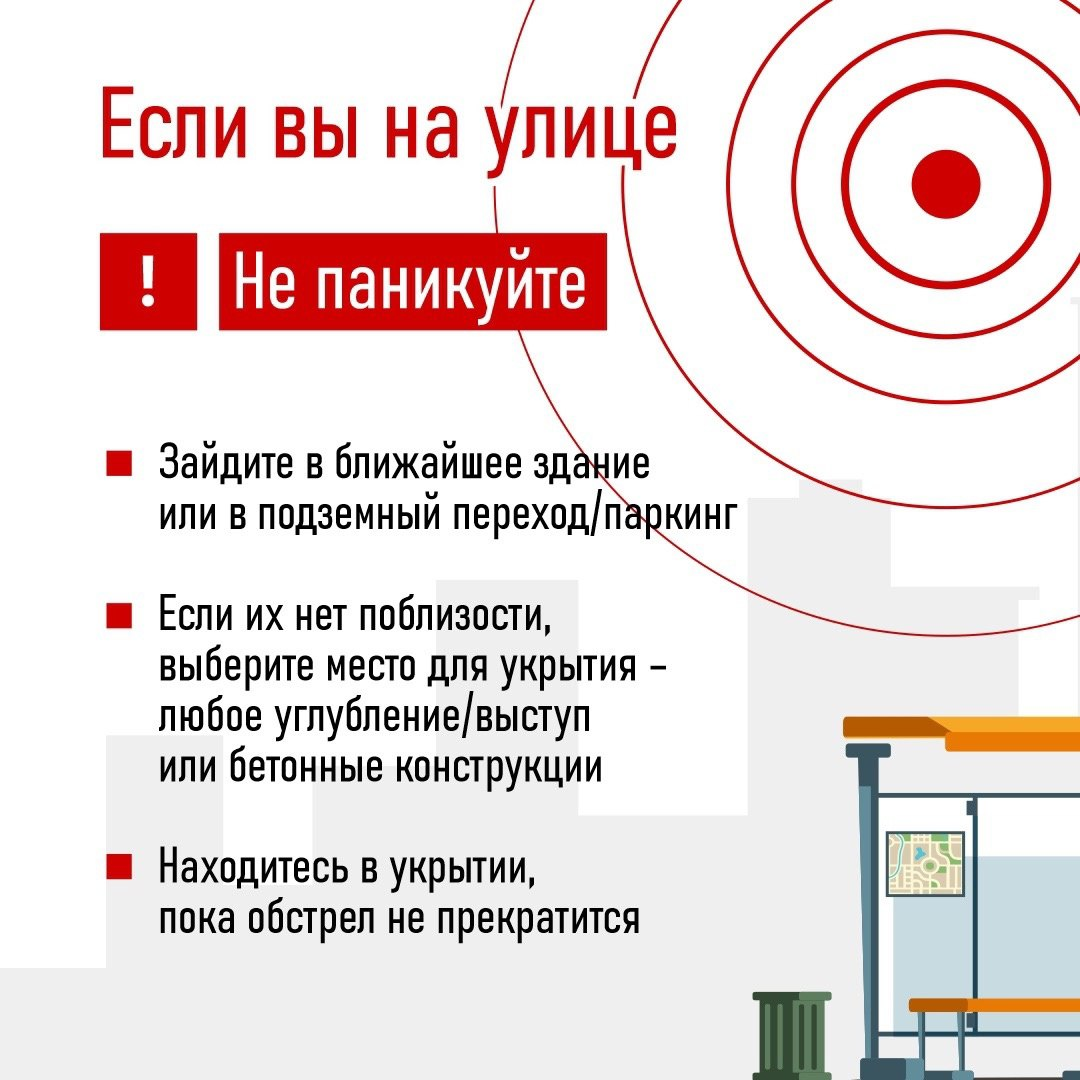 Если вы на улице
! Не паникуйте
Зайдите в ближайшее здание
или в подземный переход/паркинг
Если их нет поблизости,
выберите место для укрытия –
любое углубление/выступ
или бетонные конструкции
Находитесь в укрытии,
пока обстрел не прекратится